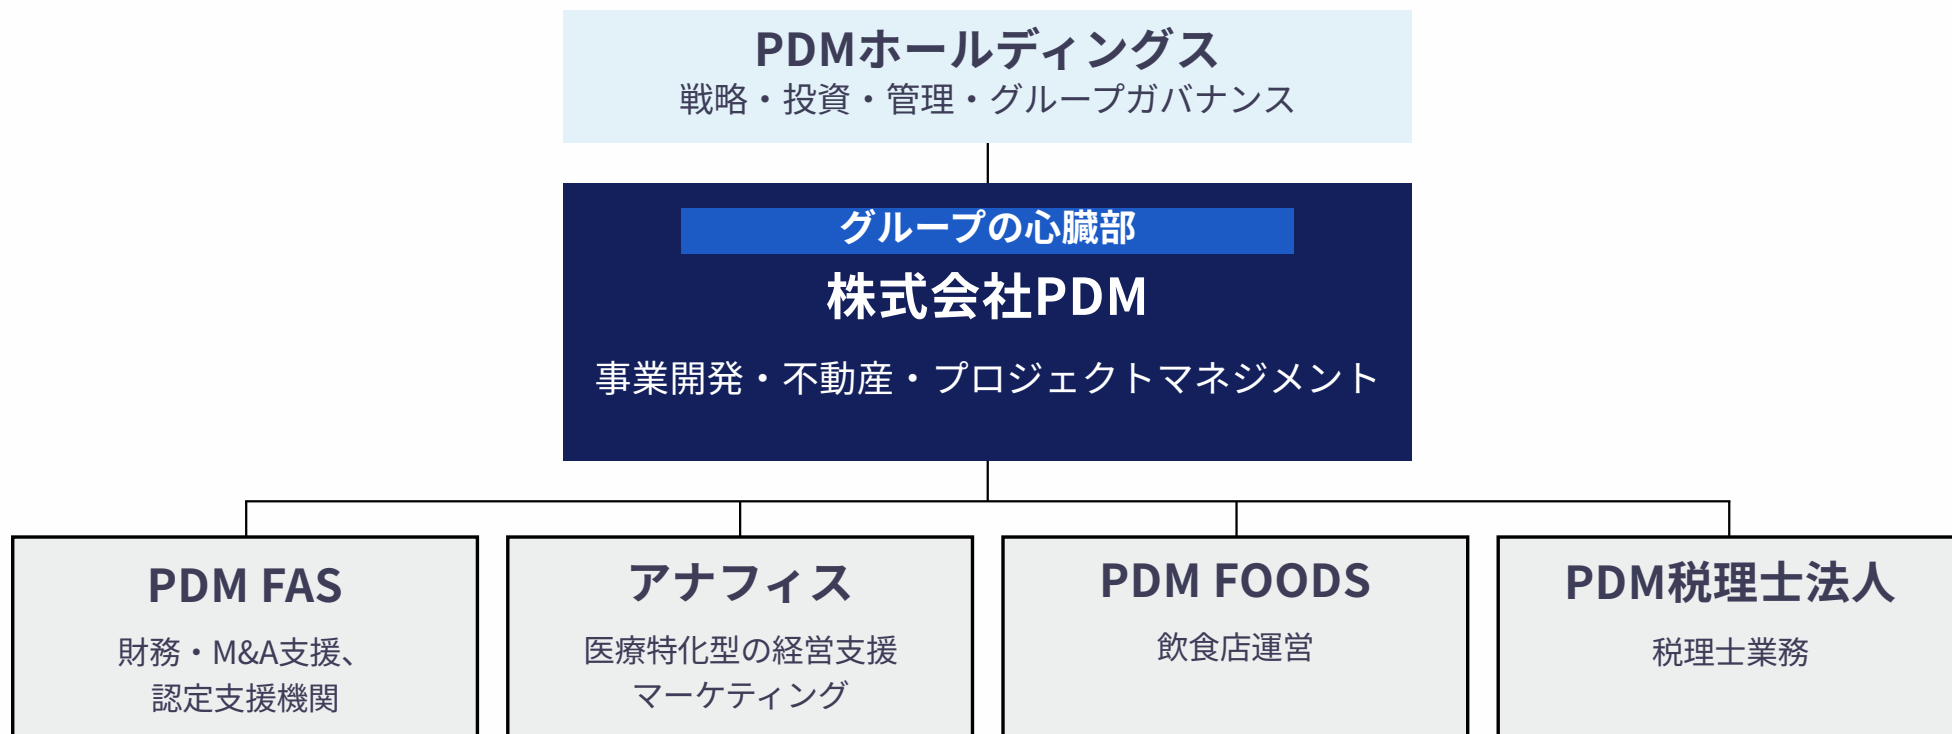 PDMホールディングス
戦略・投資・管理・グループガバナンス
グループの心臓部
株式会社PDM
事業開発・不動産・プロジェクトマネジメント
PDM FAS
財務・M&A支援、
認定支援機関
アナフィス
医療特化型の経営支援
マーケティング
PDM FOODS
飲食店運営
PDM税理士法人
税理士業務